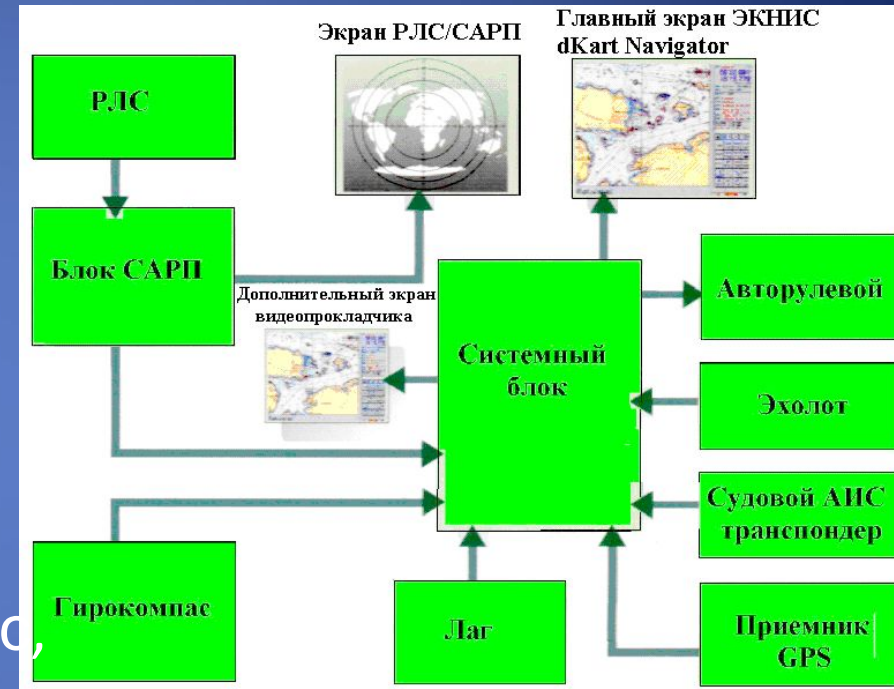 Экран РЛС/САРП
Главный экран ЭКНИС
dKart Navigator
РЛС
Блок САРП
Дополнительный экран
видеопрокладчика
Системный
блок
Авторулевой
Эхолот
Судовой АИС
транспондер
Гирокомпас
Лаг
Приемник
GPS
с,